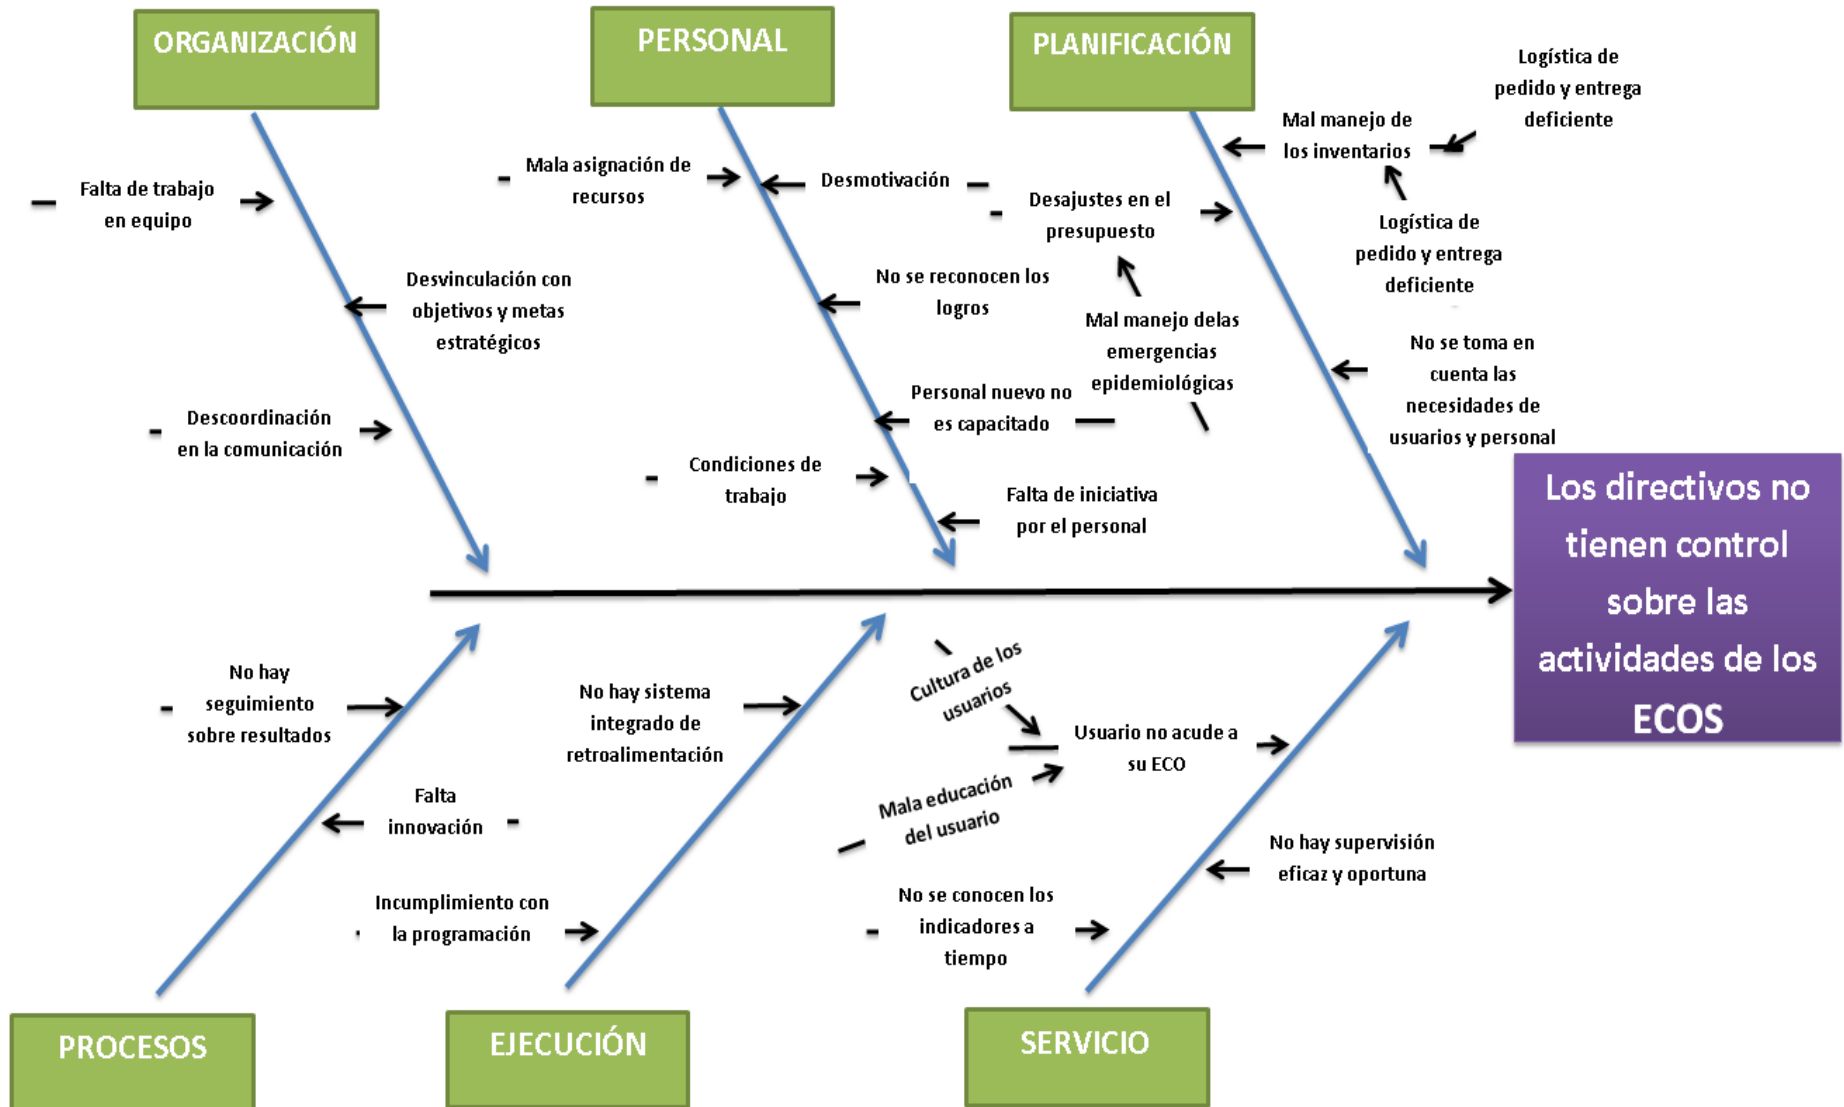 ORGANIZACIÓN
PERSONAL
PLANIFICACIÓN
Falta de trabajo
en equipo
Desvinculación con
objetivos y metas
estratégicos
Descoordinación
en la comunicación
Mala asignación de
recursos
Desmotivación
No se reconocen los
logros
Personal nuevo no
es capacitado
Condiciones de
trabajo
Falta de iniciativa
por el personal
Logística de
pedido y entrega
deficiente
Mal manejo de
los inventarios
Desajustes en el
presupuesto
Logística de
pedido y entrega
deficiente
Mal manejo delas
emergencias
epidemiológicas
No se toma en
cuenta las
necesidades de
usuarios y personal
Los directivos no
tienen control
sobre las
actividades de los
ECOS
No hay
seguimiento
sobre resultados
Falta
innovación
No hay sistema
integrado de
retroalimentación
Incumplimiento con
la programación
Cultura de los
usuarios
Usuario no acude a
su ECO
Mala educación
del usuario
No hay supervisión
eficaz y oportuna
No se conocen los
indicadores a
tiempo
PROCESOS
EJECUCIÓN
SERVICIO